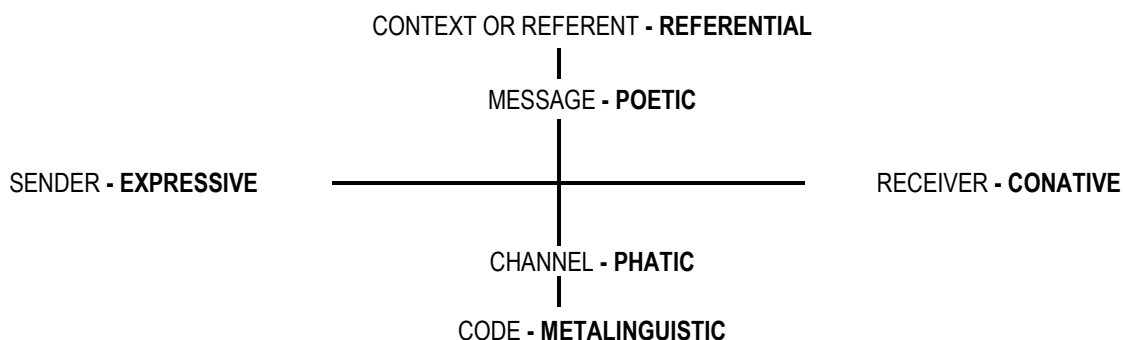 CONTEXT OR REFERENT - REFERENTIAL
MESSAGE - POETIC
SENDER - EXPRESSIVE
RECEIVER - CONATIVE
CHANNEL - PHATIC
CODE - METALINGUISTIC